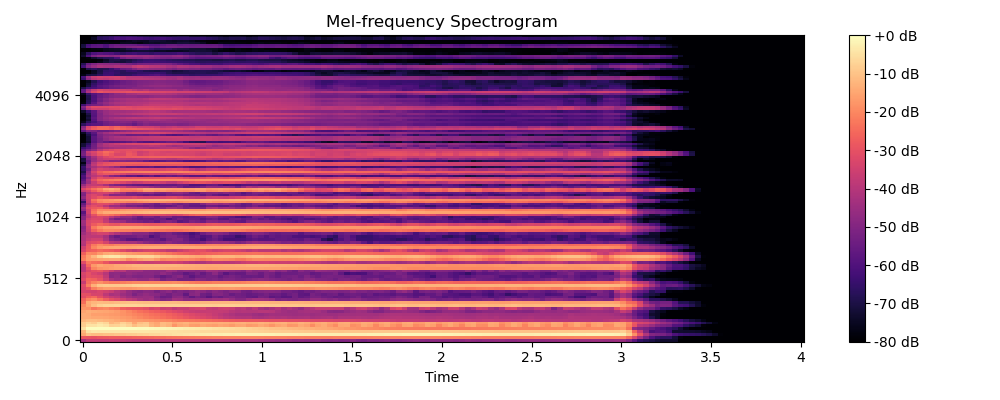 Mel-frequency Spectrogram
Hz
4096
2048
1024
512
0
0
0.5
1
1.5
2
2.5
3
3.5
4
Time
+0 dB
-10 dB
-20 dB
-30 dB
-40 dB
-50 dB
-60 dB
-70 dB
-80 dB